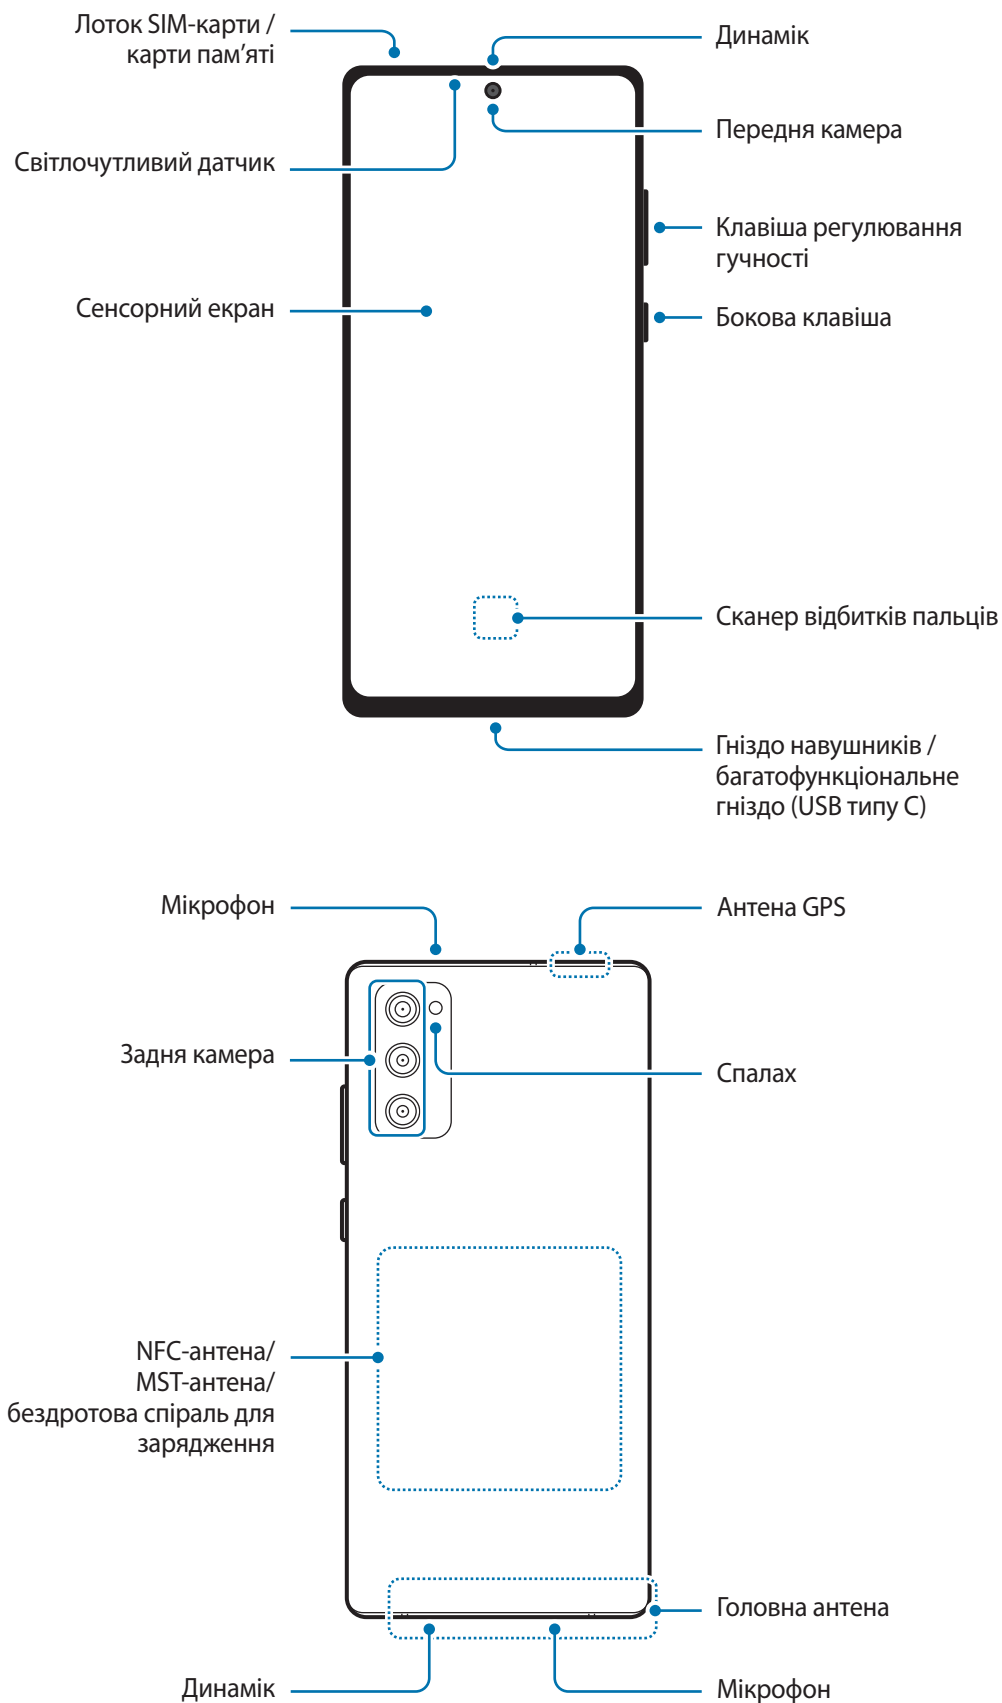 Лоток SIM-карти /
карти пам’яті
Динамік
Передня камера
Світлочутливий датчик
Клавіша регулювання
гучності
Сенсорний екран
Бокова клавіша
Сканер відбитків пальців
Гніздо навушників /
багатофункціональне
гніздо (USB типу C)
Мікрофон
Антена GPS
Задня камера
Спалах
NFC-антена/
MST-антена/
бездротова спіраль для
зарядження
Головна антена
Динамік
Мікрофон